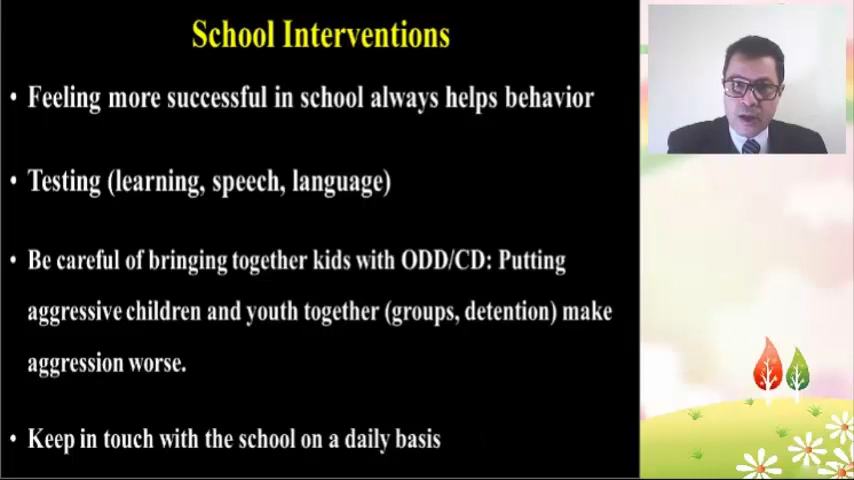 School Interventions
• Feeling more successful in school always helps behavior
• Testing (learning, speech, language)
• Be careful of bringing together kids with ODD/CD: Putting
aggressive children and youth together (groups, detention) make
aggression worse.
• Keep in touch with the school on a daily basis